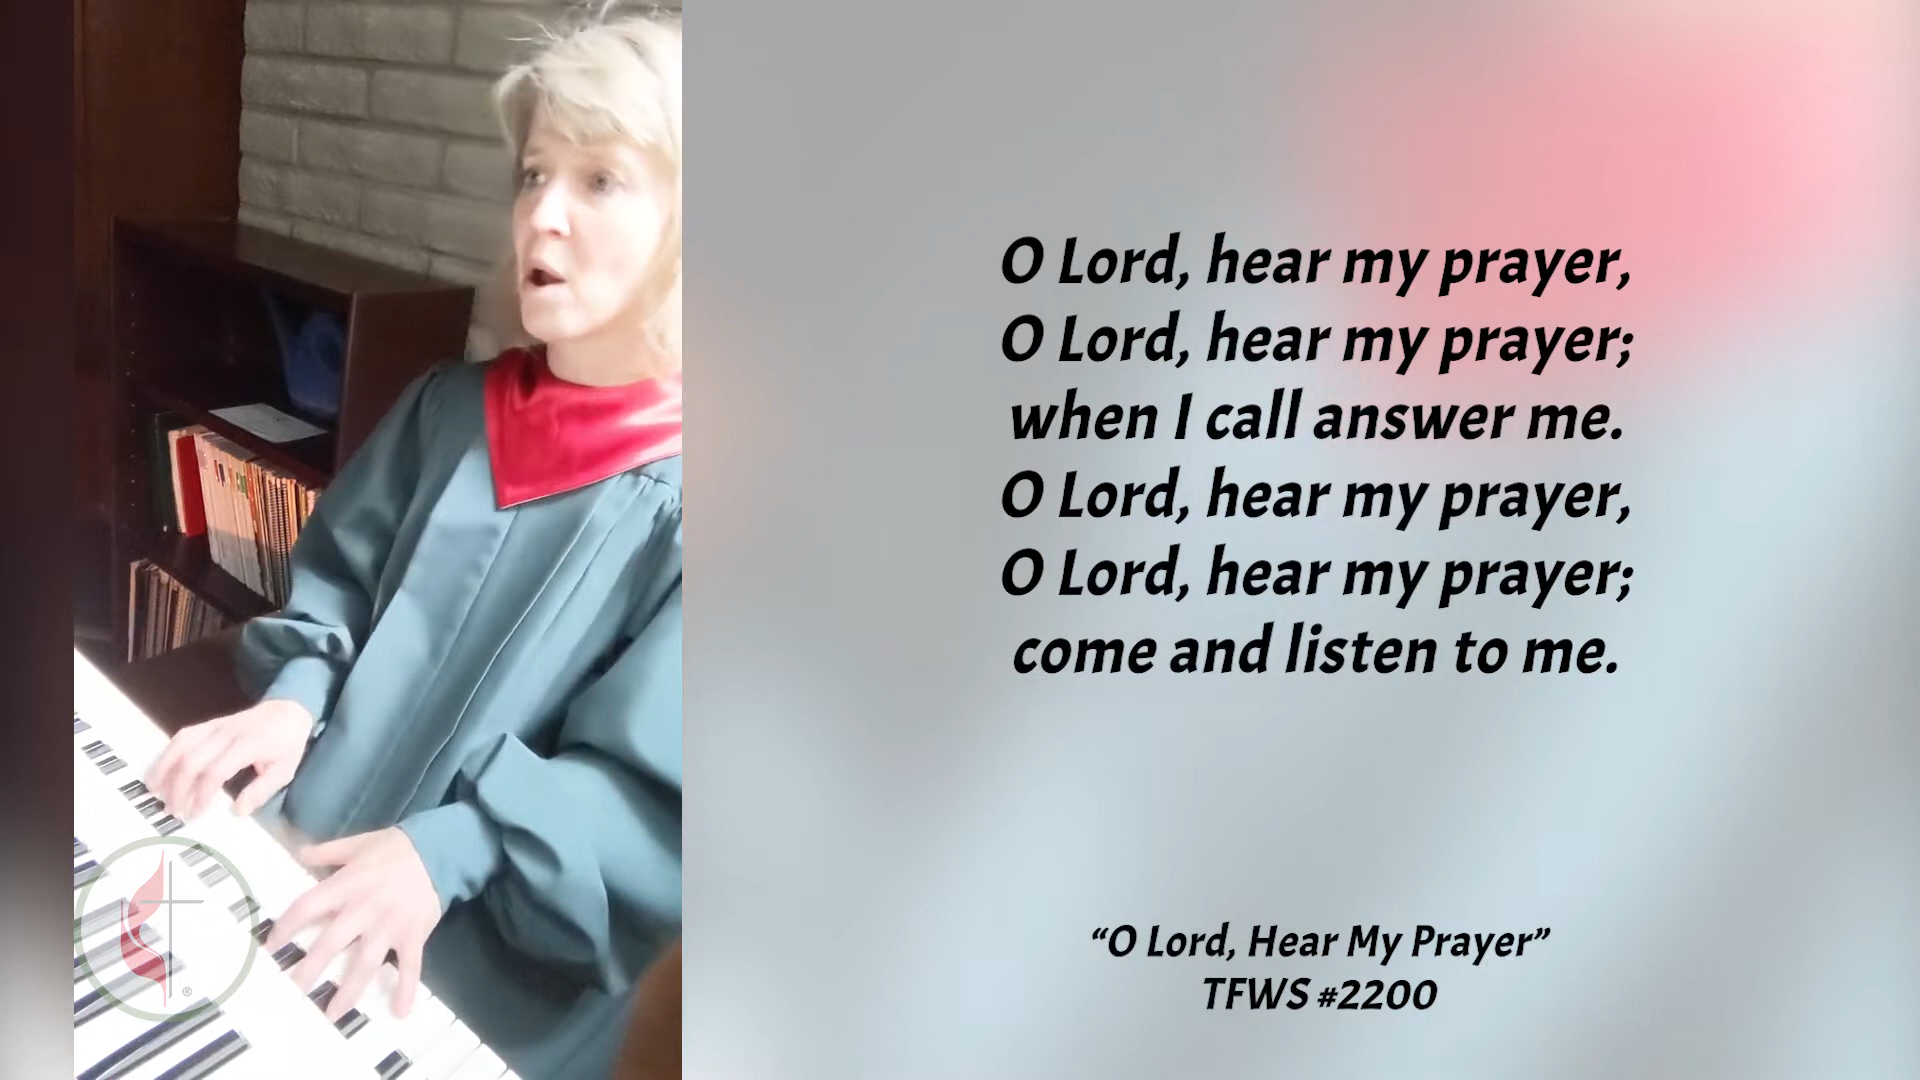 O Lord, hear my prayer,
O Lord, hear my prayer;
when I call answer me.
O Lord, hear my prayer,
O Lord, hear my prayer;
come and listen to me.
“O Lord, Hear My Prayer”
TFWS #2200
®